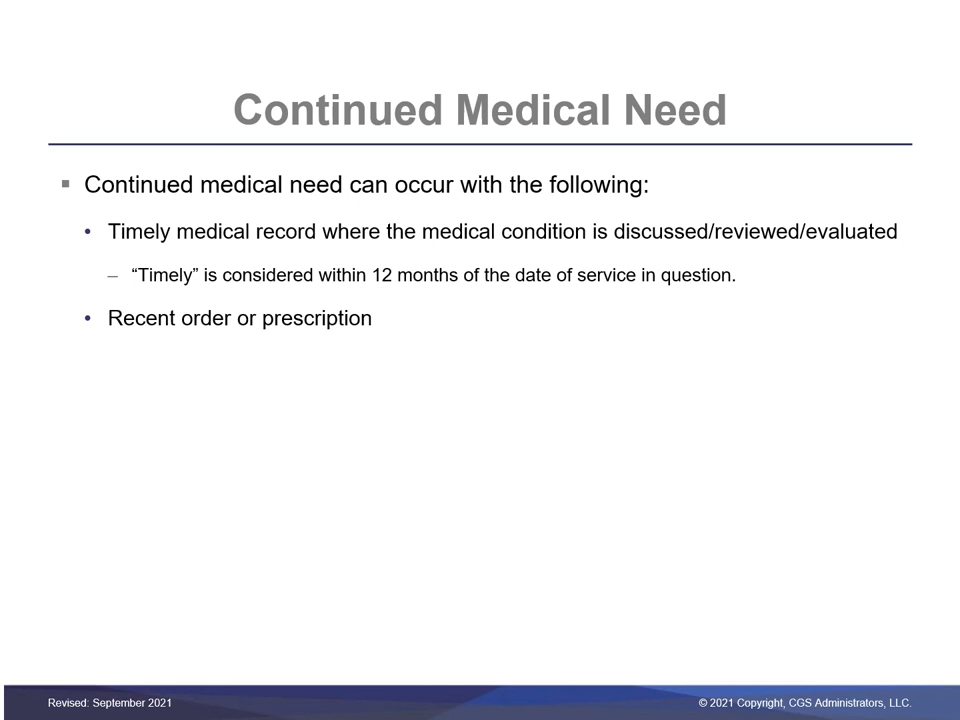 Continued Medical Need
▪ Continued medical need can occur with the following:
• Timely medical record where the medical condition is discussed/reviewed/evaluated
– “Timely” is considered within 12 months of the date of service in question.
• Recent order or prescription
Revised: September 2021
© 2021 Copyright, CGS Administrators, LLC.